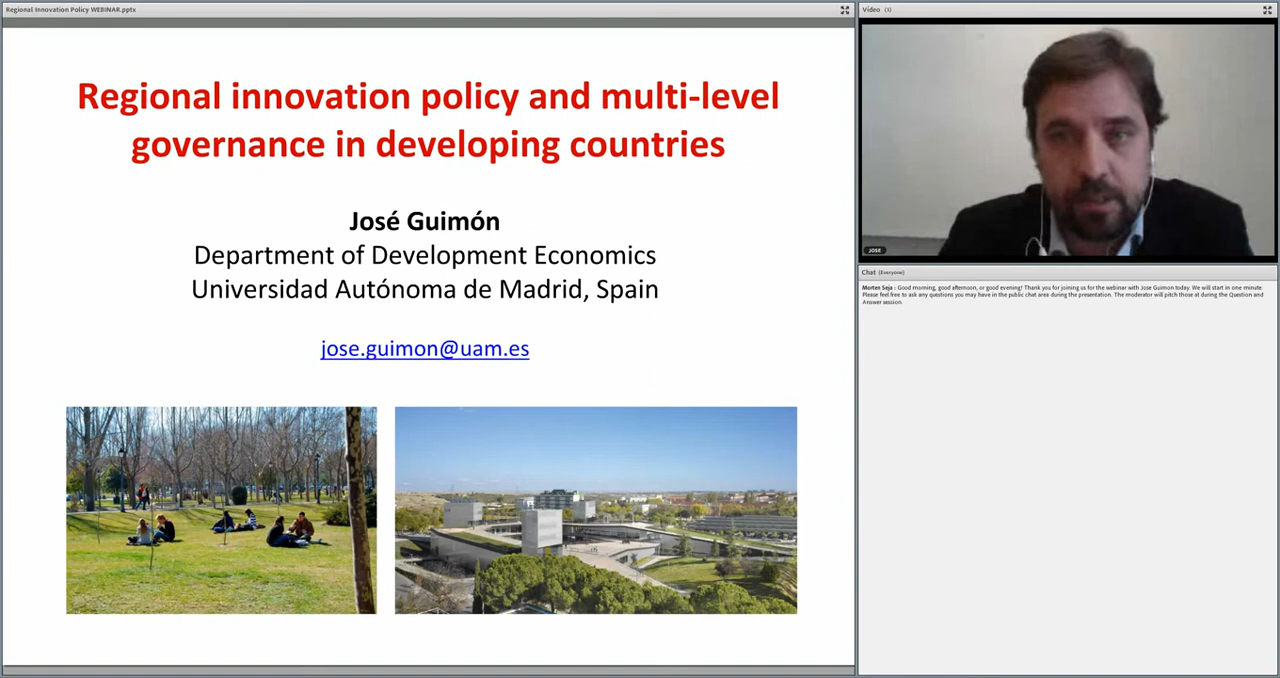 Regional Innovation Policy WEBINAR.pptx
Regional innovation policy and multi-level
governance in developing countries
José Guimón
Department of Development Economics
Universidad Autónoma de Madrid, Spain
jose.guimon@uam.es
Video (3)
JOSE
Chat (Everyone)
Morten Seja : Good morning, good afternoon, or good evening! Thank you for joining us for the webinar with Jose Guimon today. We will start in one minute.
Please feel free to ask any questions you may have in the public chat area during the presentation. The moderator will pitch those at during the Question and
Answer session.